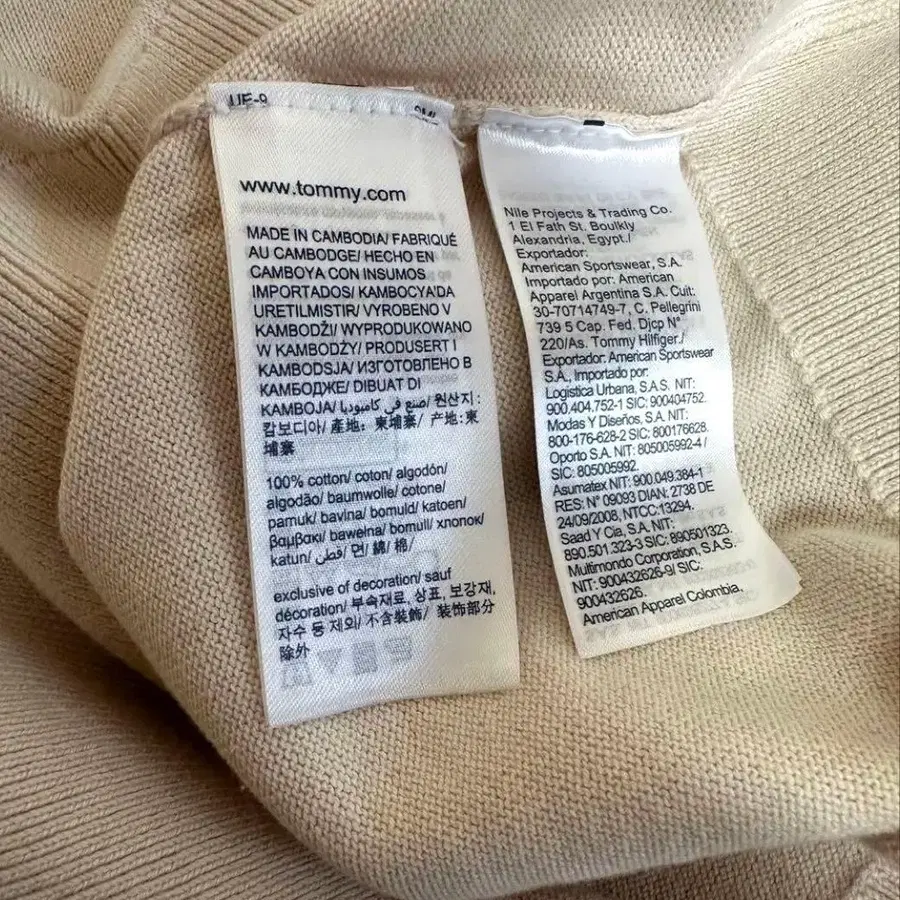 www.tommy.com
MADE IN CAMBODIA/ FABRIQUÉ
AU CAMBODGE/ HECHO EN
CAMBOYA CON INSUMOS
IMPORTADOS/ KAMBOÇYA'DA
URETILMISTIR/ VYROBENO V
KAMBODŽI/ WYPRODUKOWANO
W KAMBODŻY/ PRODUSERT I
KAMBODSJA/ ИЗГОТОВЛЕНО В
КАМБОДЖЕ/ DIBUAT DI
KAMBOJA/ صنع في كامبوديا/ 원산지 :
캄보디아/ 產地: 柬埔寨/ 产地: 柬
埔寨
100% cotton/ coton/ algodón/
algodão/ baumwolle/ cotone/
pamuk/ bavlna/ bomuld/ katoen/
βαμβακι/ bawełna/ bomull/ хлопок/
katun/ قطن/ 면/ 綿/ 棉/
exclusive of decoration/ sauf
décoration/ 부속재료, 상표, 보강재,
자수 등 제외/ 不含裝飾/ 装饰部分
除外
Nile Projects & Trading Co.
1 El Fath St. Boulkly
Alexandria, Egypt./
Exportador:
American Sportswear, S.A.
Importado por: American
Apparel Argentina S.A. Cuit:
30-70714749-7, C. Pellegrini
739 5 Cap. Fed. Djcp N°
220/As. Tommy Hilfiger./
Exportador: American Sportswear
S.A., Importado por:
Logistica Urbana, S.A.S. NIT:
900.404.752-1 SIC: 900404752.
Modas Y Diseños, S.A. NIT:
800-176-628-2 SIC: 800176628.
Oporto S.A. NIT: 805005992-4 /
SIC: 805005992.
Asumatex NIT: 900.049.384-1
RES: N° 09093 DIAN: 2738 DE
24/09/2008, NTCC:13294.
Saad Y Cia, S.A. NIT:
890.501.323-3 SIC: 890501323.
Multimondo Corporation, S.A.S.
NIT: 900432626-9/ SIC:
900432626.
American Apparel Colombia,